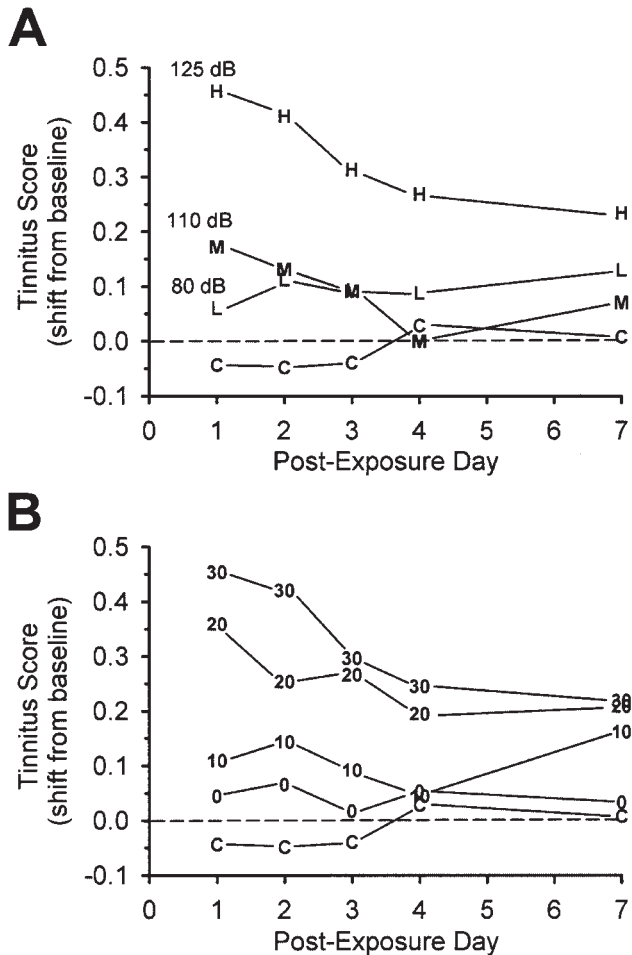 A
0.5
0.4
0.3
0.2
0.1
0.0
-0.1
Tinnitus Score
(shift from baseline)
125 dB
H H H H H
110 dB
M M M M M
80 dB
L L L L
C C C C C
0 1 2 3 4 5 6 7
Post-Exposure Day
B
0.5
0.4
0.3
0.2
0.1
0.0
-0.1
Tinnitus Score
(shift from baseline)
30 30 30 30 30
20 20 20 20 20
10 10 10 10 10
0 0 0 0 0
C C C C C
0 1 2 3 4 5 6 7
Post-Exposure Day